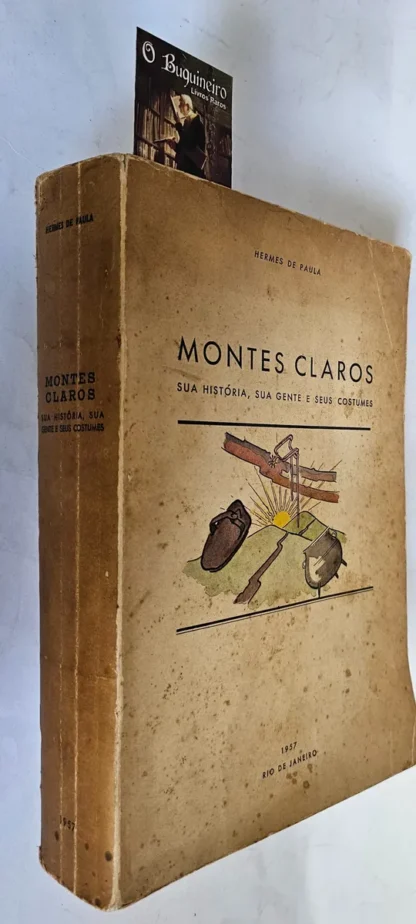 O Buquineiro
Livros Raros
HERMES DE PAULA
MONTES
CLAROS
SUA HISTÓRIA, SUA
GENTE E SEUS COSTUMES
1957
HERMES DE PAULA
MONTES CLAROS
SUA HISTÓRIA, SUA GENTE E SEUS COSTUMES
1957
RIO DE JANEIRO